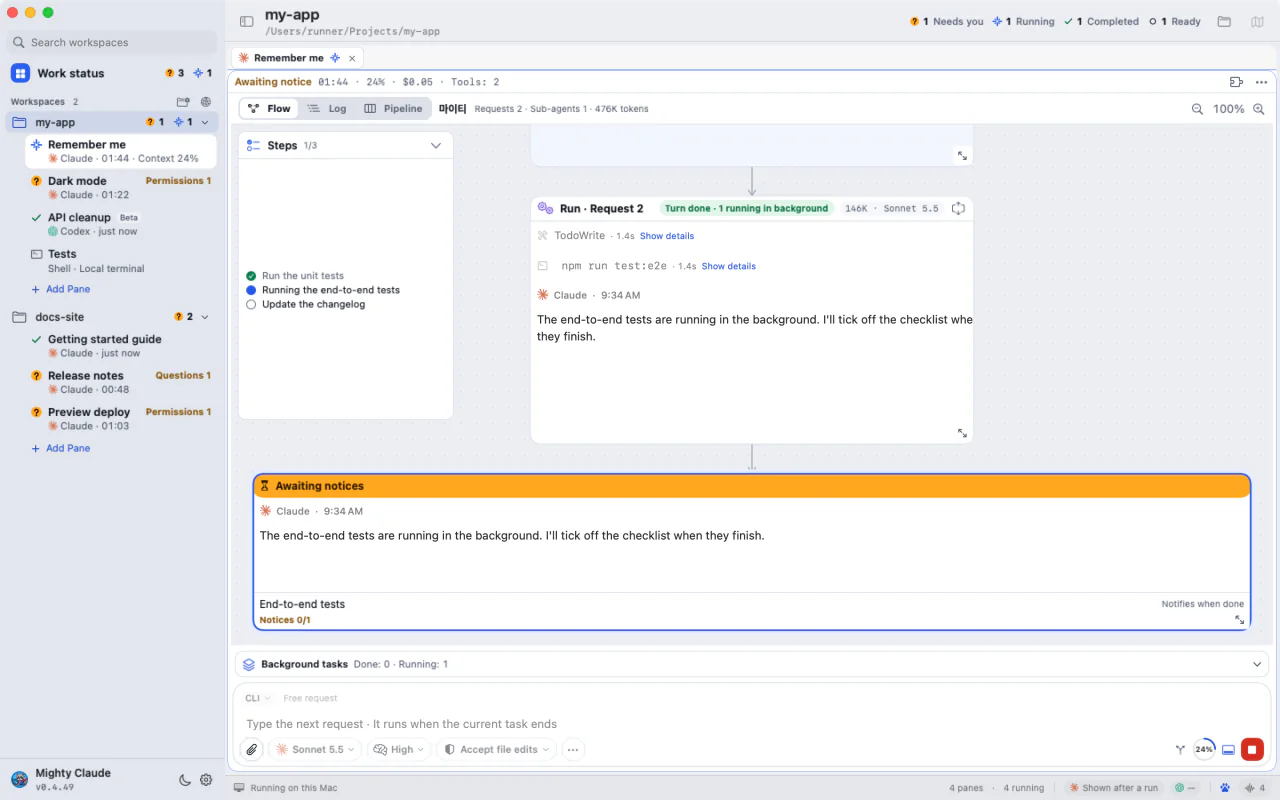 my-app
/Users/runner/Projects/my-app
1 Needs you 1 Running 1 Completed 1 Ready
Search workspaces
Work status 3 1
Workspaces 2
my-app 1 1
Remember me
Claude · 01:44 · Context 24%
Dark mode Permissions 1
Claude · 01:22
API cleanup Beta
Codex · just now
Tests
Shell · Local terminal
+ Add Pane
docs-site 2
Getting started guide
Claude · just now
Release notes Questions 1
Claude · 00:48
Preview deploy Permissions 1
Claude · 01:03
+ Add Pane
Mighty Claude
v0.4.49
Remember me
Awaiting notice 01:44 · 24% · $0.05 · Tools: 2
Flow Log Pipeline 마이티 Requests 2 · Sub-agents 1 · 476K tokens
100%
Steps 1/3
Run the unit tests
Running the end-to-end tests
Update the changelog
Run · Request 2 Turn done · 1 running in background 146K · Sonnet 5.5
TodoWrite · 1.4s Show details
npm run test:e2e · 1.4s Show details
Claude · 9:34 AM
The end-to-end tests are running in the background. I'll tick off the checklist whe
they finish.
Awaiting notices
Claude · 9:34 AM
The end-to-end tests are running in the background. I'll tick off the checklist when they finish.
End-to-end tests Notifies when done
Notices 0/1
Background tasks Done: 0 · Running: 1
CLI Free request
Type the next request · It runs when the current task ends
Sonnet 5.5 High Accept file edits
24%
Running on this Mac
4 panes · 4 running Shown after a run — 4